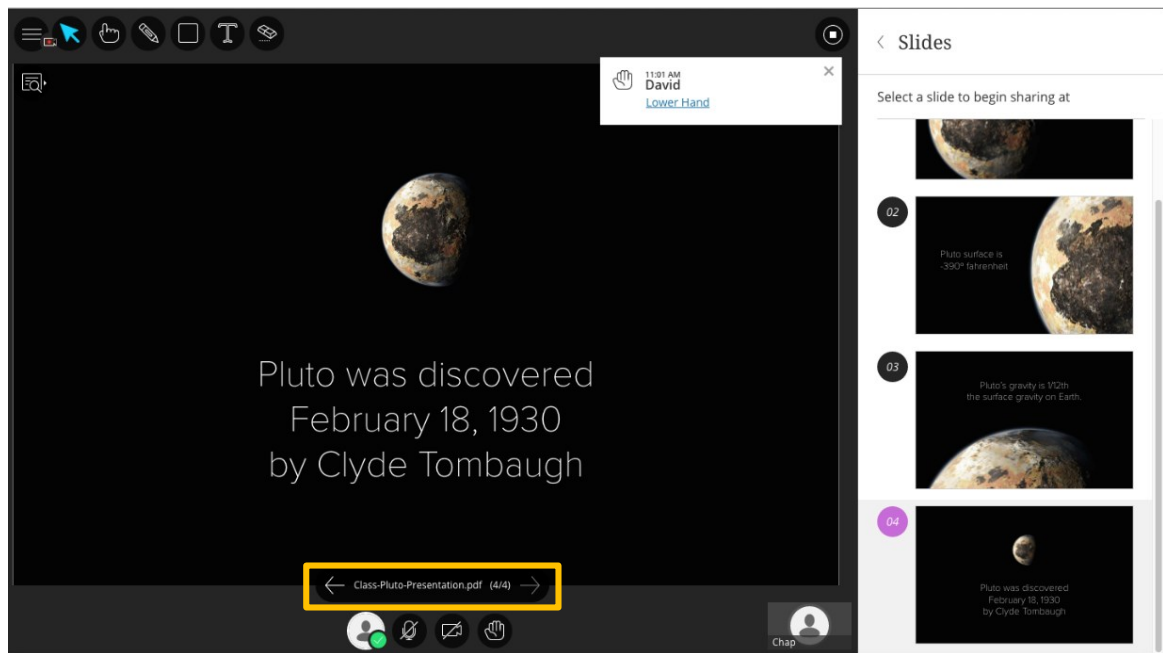 T
11:01 AM
David
Lower Hand
Pluto was discovered
February 18, 1930
by Clyde Tombaugh
Class-Pluto-Presentation.pdf (4/4)
Chap
Slides
Select a slide to begin sharing at
02
Pluto surface is
-390° fahrenheit
03
Pluto's gravity is 1/12th
the surface gravity on Earth.
04
Pluto was discovered
February 18, 1930
by Clyde Tombaugh